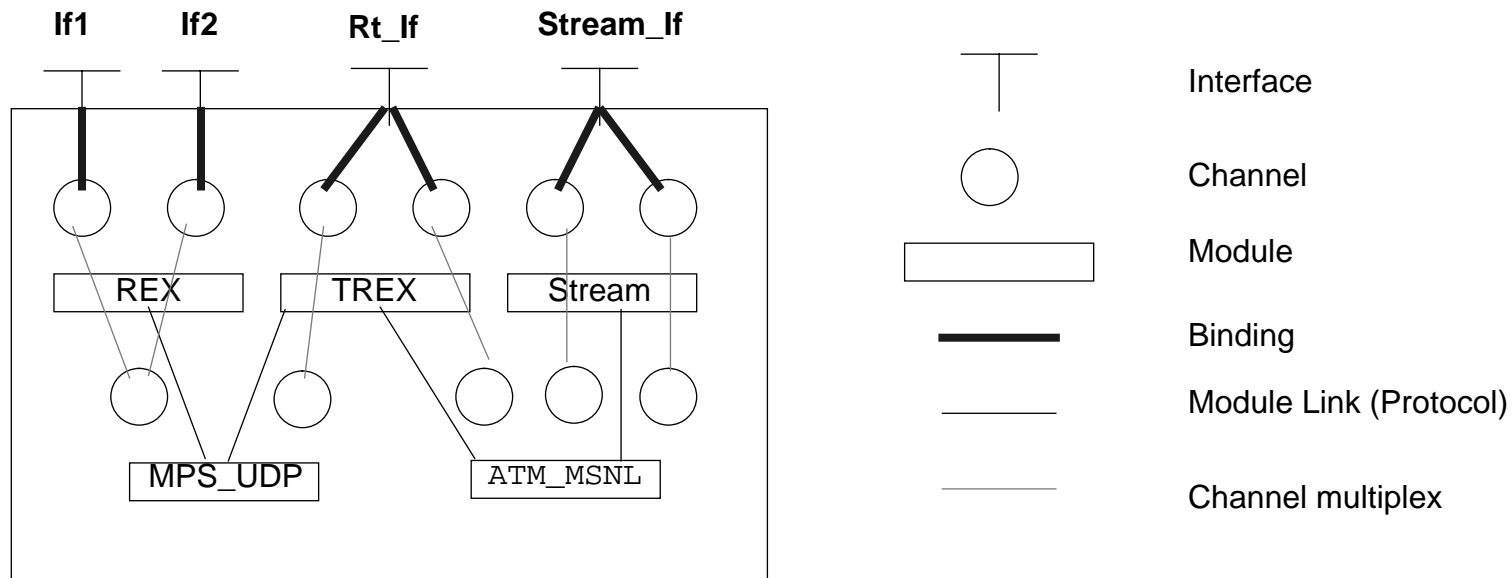 If1 If2 Rt_If Stream_If
Interface
Channel
Module
REX TREX Stream
Binding
Module Link (Protocol)
MPS_UDP ATM_MSNL
Channel multiplex